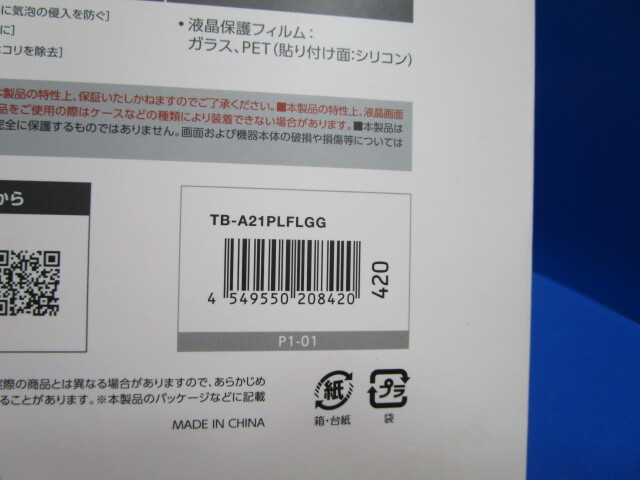 に気泡の侵入を防ぐ]
に]
コリを除去]
・液晶保護フィルム：
ガラス、PET（貼り付け面：シリコン）
本製品の特性上、保証いたしかねますのでご了承ください。■本製品の特性上、液晶画面
品をご使用の際はケースなどの種類により装着できない場合があります。■本製品は
完全に保護するものではありません。画面および機器本体の破損や損傷等については
から
TB-A21PLFLGG
4 549550 208420
420
P1-01
実際の商品とは異なる場合がありますので、あらかじめ
ることがあります。※本製品のパッケージなどに記載
紙
箱・台紙
プラ
袋
MADE IN CHINA